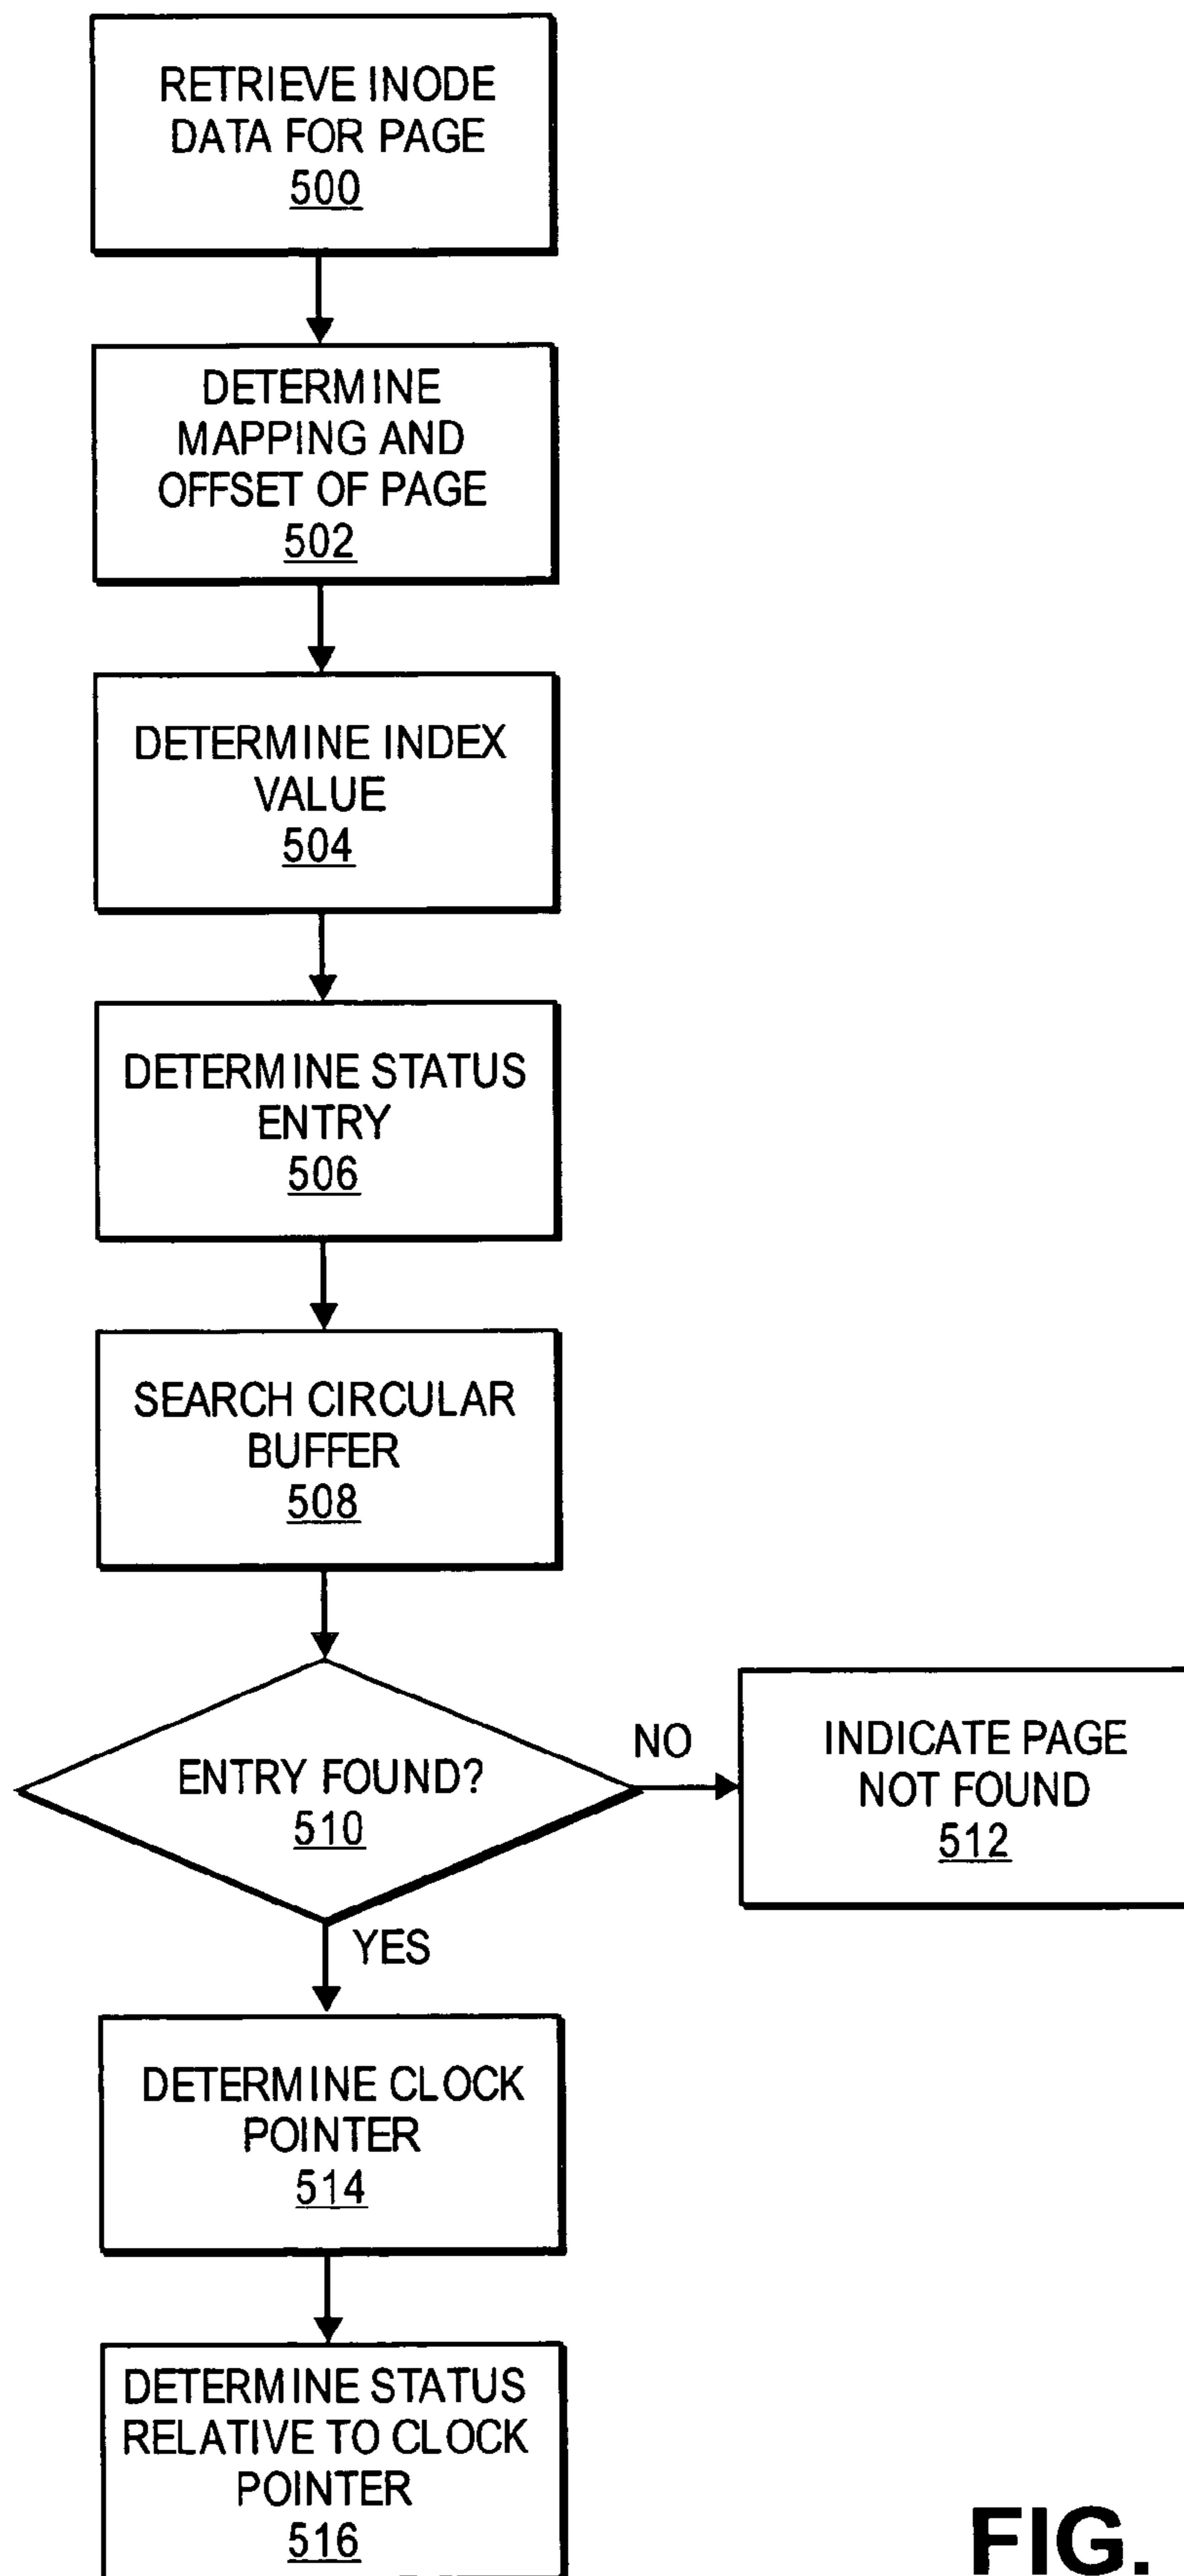 RETRIEVE INODE
DATA FOR PAGE
500
DETERMINE
MAPPING AND
OFFSET OF PAGE
502
DETERMINE INDEX
VALUE
504
DETERMINE STATUS
ENTRY
506
SEARCH CIRCULAR
BUFFER
508
ENTRY FOUND?
510
NO
INDICATE PAGE
NOT FOUND
512
YES
DETERMINE CLOCK
POINTER
514
DETERMINE STATUS
RELATIVE TO CLOCK
POINTER
516
FIG.